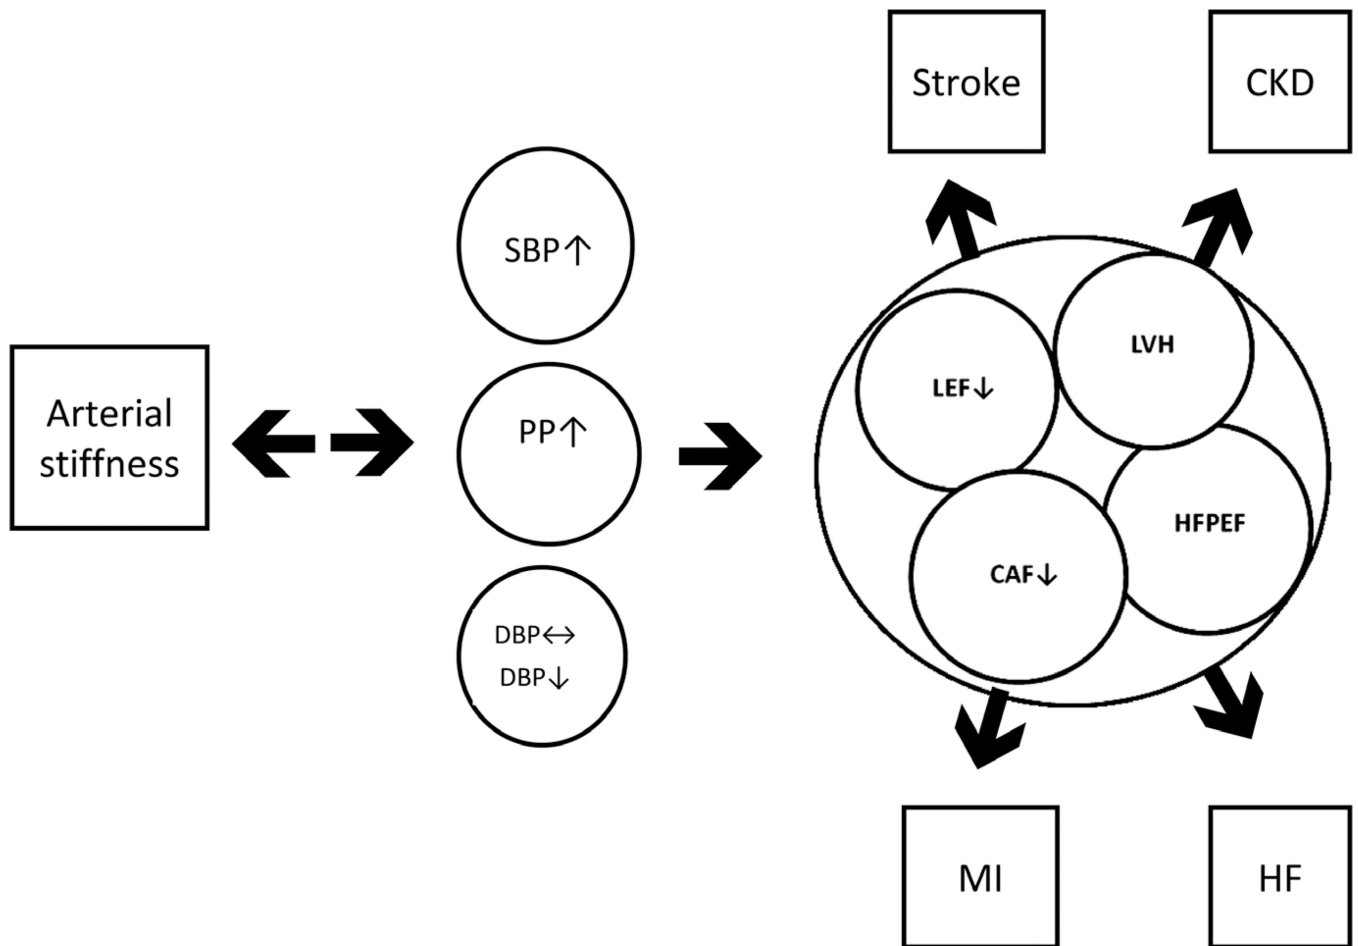 Stroke
CKD
SBP↑
LVH
LEF↓
Arterial
stiffness
PP↑
HFPEF
CAF↓
DBP↔
DBP↓
MI
HF